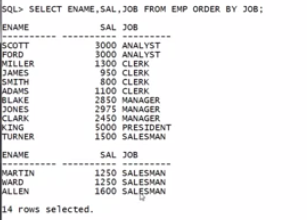 SQL> SELECT ENAME,SAL,JOB FROM EMP ORDER BY JOB;
ENAME SAL JOB
---------- ---------- ---------
SCOTT 3000 ANALYST
FORD 3000 ANALYST
MILLER 1300 CLERK
JAMES 950 CLERK
SMITH 800 CLERK
ADAMS 1100 CLERK
BLAKE 2850 MANAGER
JONES 2975 MANAGER
CLARK 2450 MANAGER
KING 5000 PRESIDENT
TURNER 1500 SALESMAN
ENAME SAL JOB
---------- ---------- ---------
MARTIN 1250 SALESMAN
WARD 1250 SALESMAN
ALLEN 1600 SALESMAN
14 rows selected.